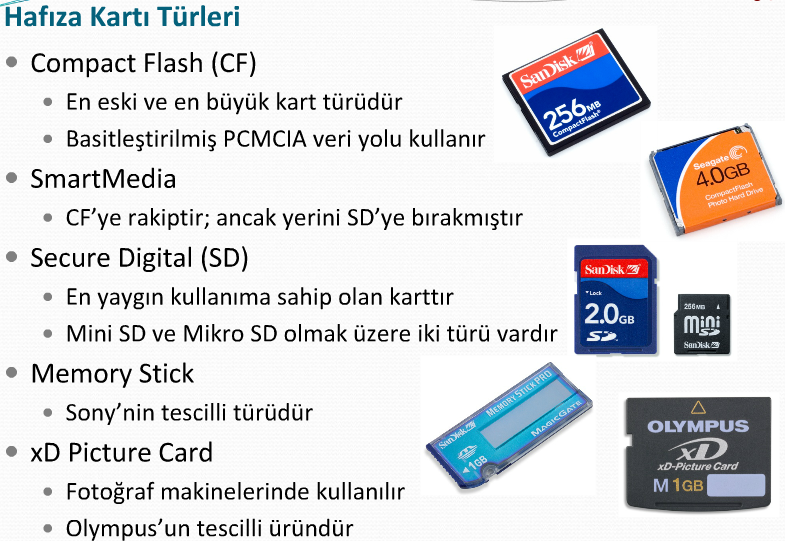 Hafıza Kartı Türleri
• Compact Flash (CF)
• En eski ve en büyük kart türüdür
• Basitleştirilmiş PCMCIA veri yolu kullanır
• SmartMedia
• CF’ye rakiptir; ancak yerini SD’ye bırakmıştır
• Secure Digital (SD)
• En yaygın kullanıma sahip olan karttır
• Mini SD ve Mikro SD olmak üzere iki türü vardır
• Memory Stick
• Sony’nin tescilli türüdür
• xD Picture Card
• Fotoğraf makinelerinde kullanılır
• Olympus’un tescilli üründür
SanDisk
256MB
CompactFlash®
Seagate
4.0GB
CompactFlash
Photo Hard Drive
SanDisk
Lock
2.0GB
SD
256MB
mini
SD
SanDisk
SanDisk
MEMORY STICK PRO
MAGICGATE
1GB
OLYMPUS
xD
xD-Picture Card
M 1GB